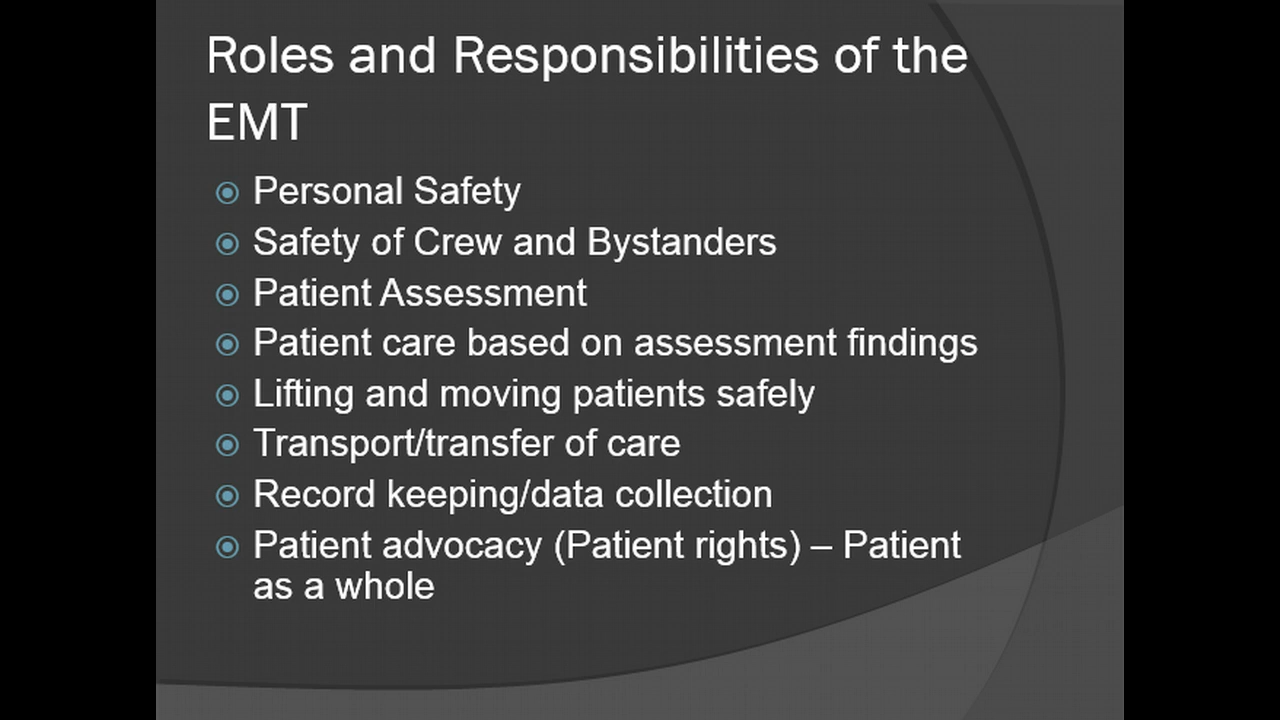 Roles and Responsibilities of the
EMT
Personal Safety
Safety of Crew and Bystanders
Patient Assessment
Patient care based on assessment findings
Lifting and moving patients safely
Transport/transfer of care
Record keeping/data collection
Patient advocacy (Patient rights) – Patient
as a whole